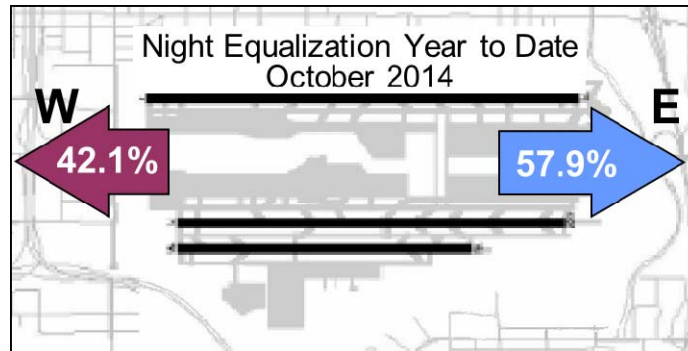 Night Equalization Year to Date
October 2014
W
E
42.1%
57.9%